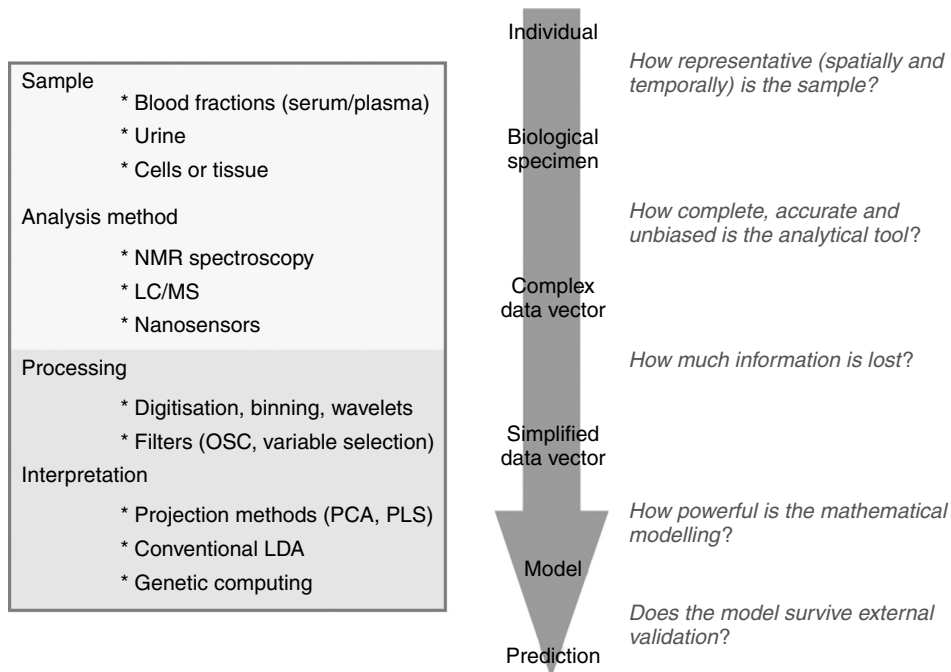 Sample
* Blood fractions (serum/plasma)
* Urine
* Cells or tissue
Analysis method
* NMR spectroscopy
* LC/MS
* Nanosensors
Processing
* Digitisation, binning, wavelets
* Filters (OSC, variable selection)
Interpretation
* Projection methods (PCA, PLS)
* Conventional LDA
* Genetic computing
Individual
Biological
specimen
Complex
data vector
Simplified
data vector
Model
Prediction
How representative (spatially and
temporally) is the sample?
How complete, accurate and
unbiased is the analytical tool?
How much information is lost?
How powerful is the mathematical
modelling?
Does the model survive external
validation?